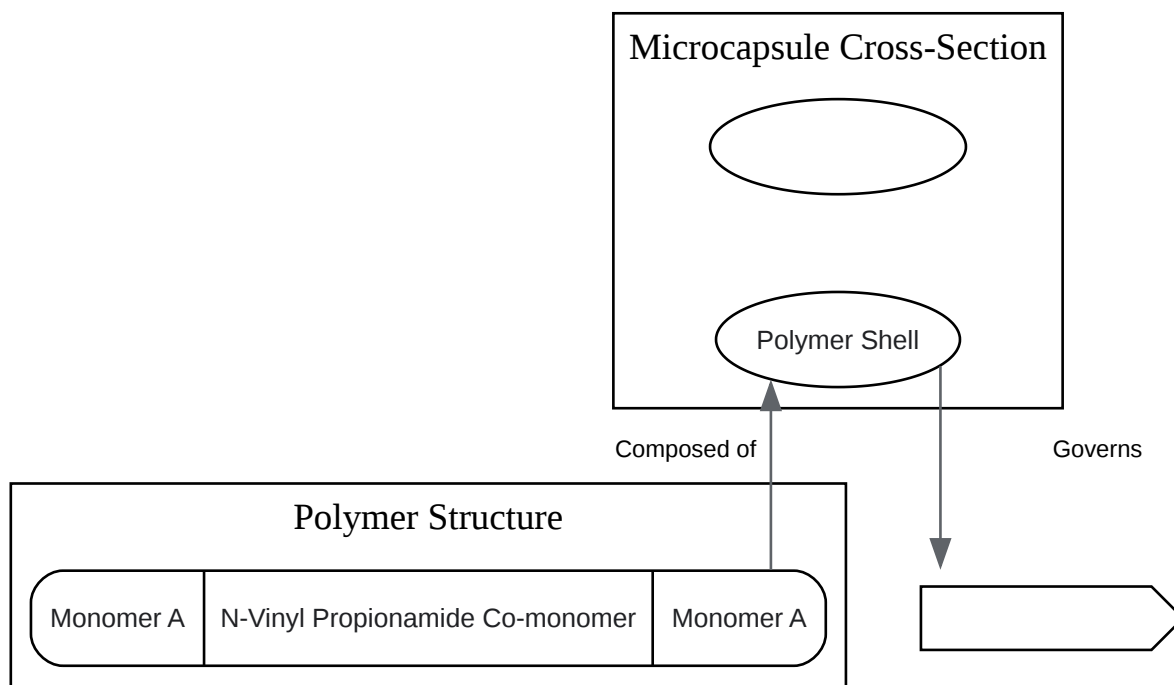 Microcapsule Cross-Section
Polymer Shell
Composed of
Governs
Polymer Structure
Monomer A
N-Vinyl Propionamide Co-monomer
Monomer A